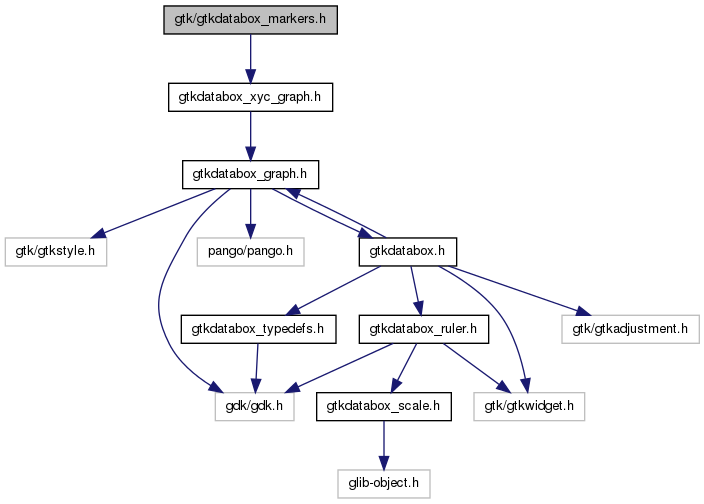 gtk/gtkdatabox_markers.h
gtkdatabox_xyc_graph.h
gtkdatabox_graph.h
gtk/gtkstyle.h
pango/pango.h
gtkdatabox.h
gtkdatabox_typedefs.h
gtkdatabox_ruler.h
gtk/gtkadjustment.h
gdk/gdk.h
gtkdatabox_scale.h
gtk/gtkwidget.h
glib-object.h